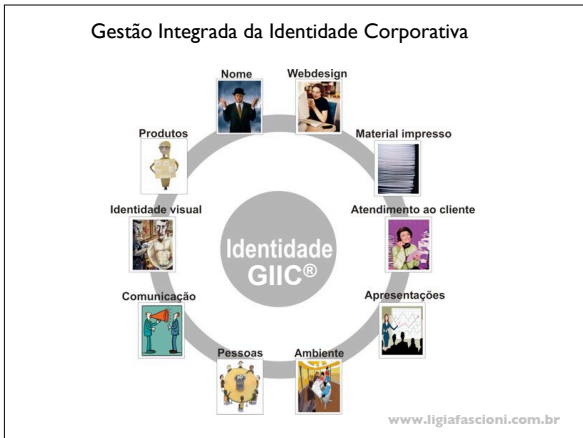 Gestão Integrada da Identidade Corporativa
Nome
Webdesign
Produtos
Material impresso
Identidade visual
Atendimento ao cliente
Identidade
GIIC®
Comunicação
Apresentações
Pessoas
Ambiente
www.ligiafascioni.com.br